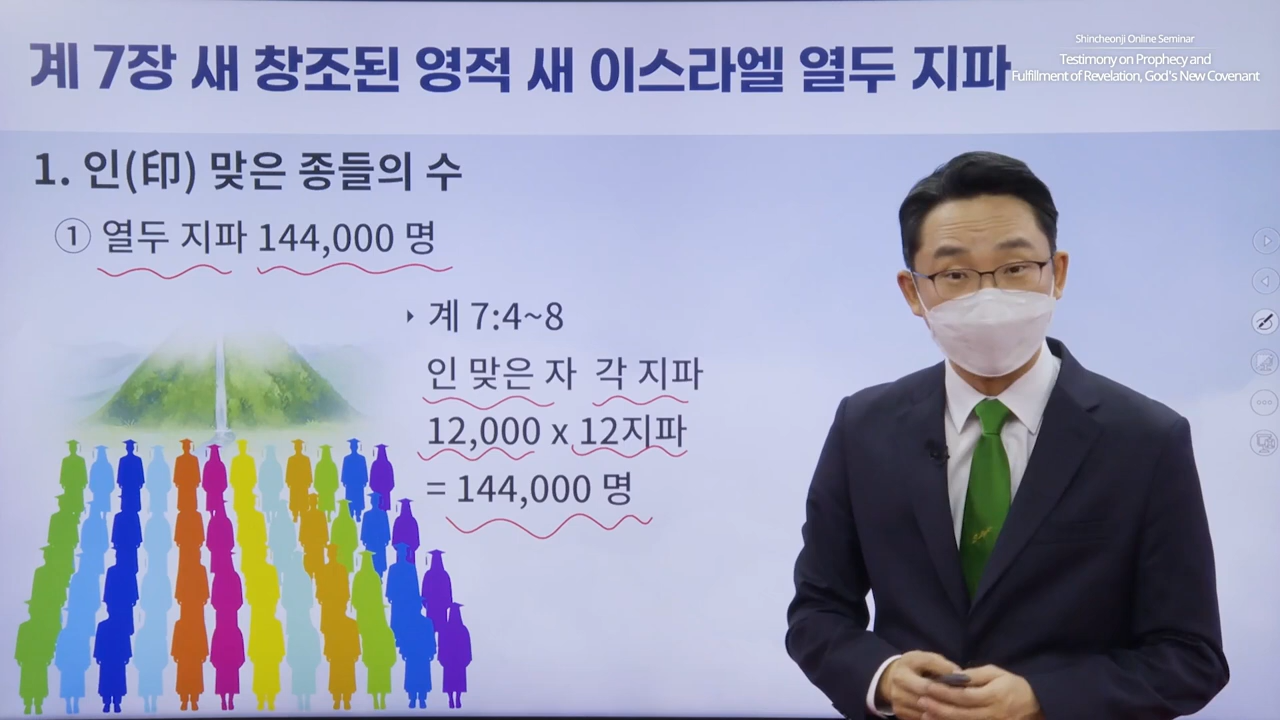 계 7장 새 창조된 영적 새 이스라엘 열두 지파
Shincheonji Online Seminar
Testimony on Prophecy and
Fulfillment of Revelation, God's New Covenant
1. 인(印) 맞은 종들의 수
① 열두 지파 144,000 명
‣ 계 7:4~8
인 맞은 자 각 지파
12,000 x 12지파
= 144,000 명